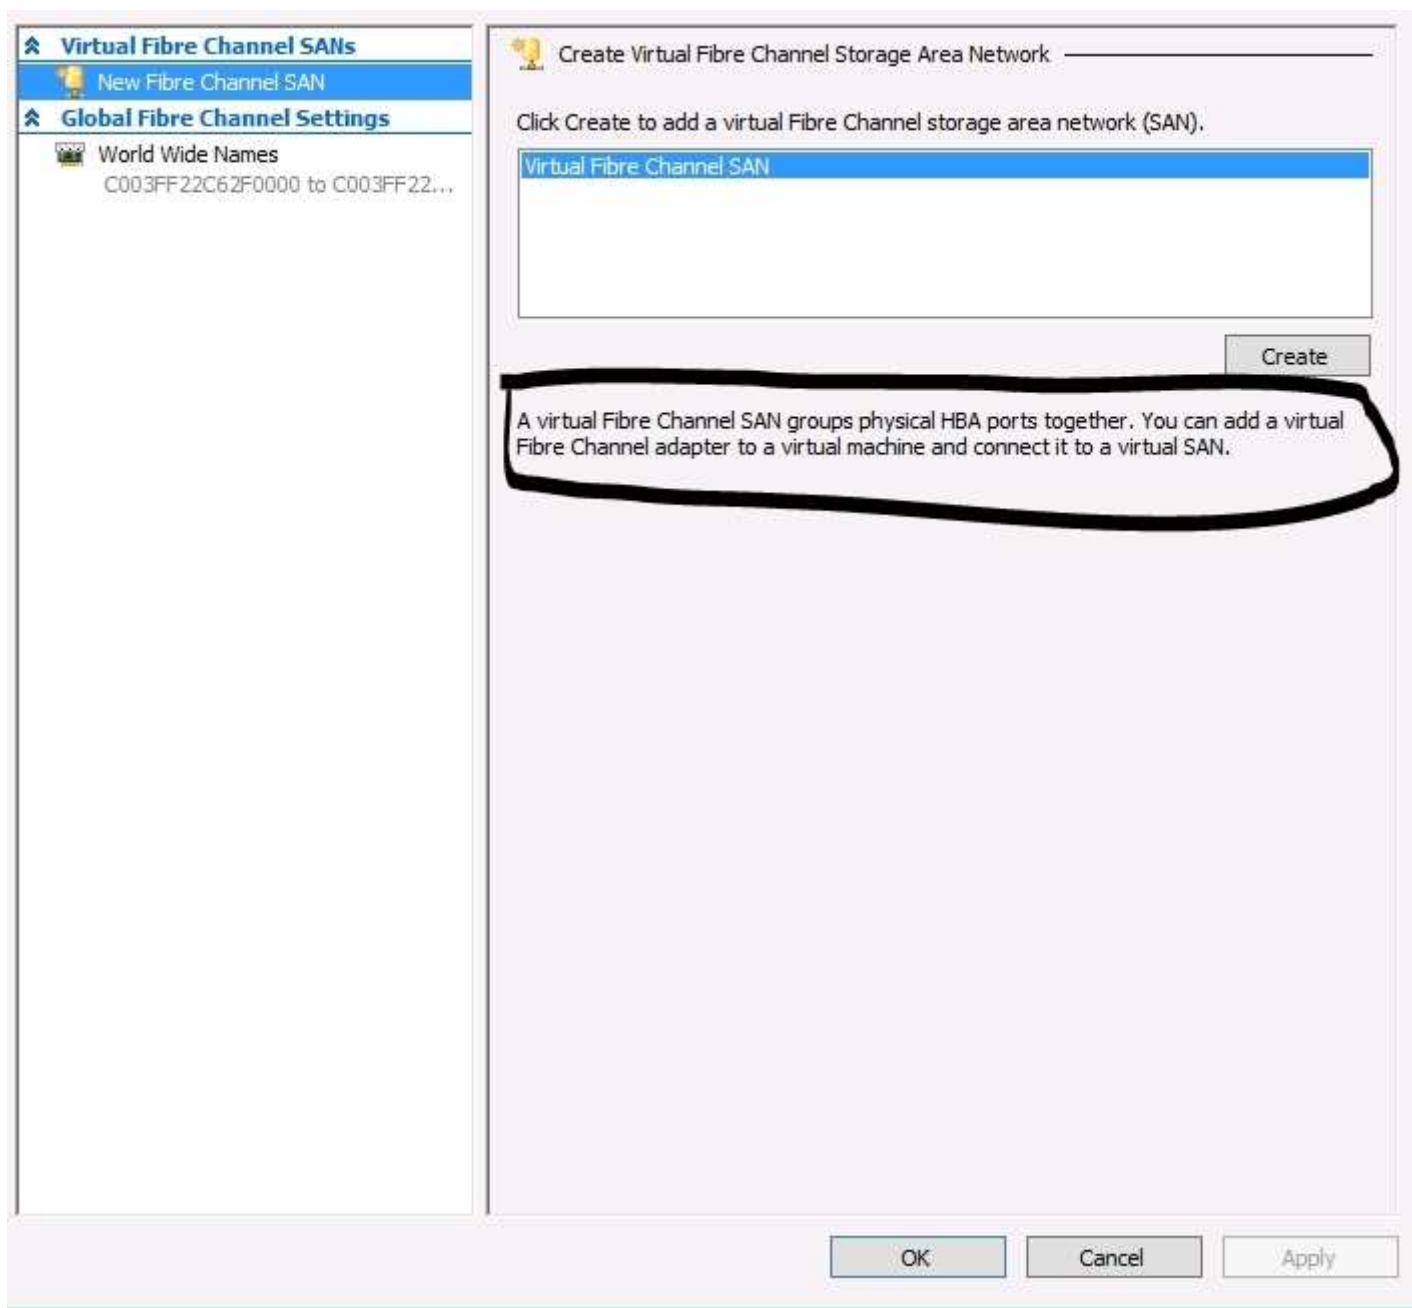 Virtual Fibre Channel SANs
New Fibre Channel SAN
Global Fibre Channel Settings
World Wide Names
C003FF22C62F0000 to C003FF22...
Create Virtual Fibre Channel Storage Area Network
Click Create to add a virtual Fibre Channel storage area network (SAN).
Virtual Fibre Channel SAN
Create
A virtual Fibre Channel SAN groups physical HBA ports together. You can add a virtual
Fibre Channel adapter to a virtual machine and connect it to a virtual SAN.
OK
Cancel
Apply